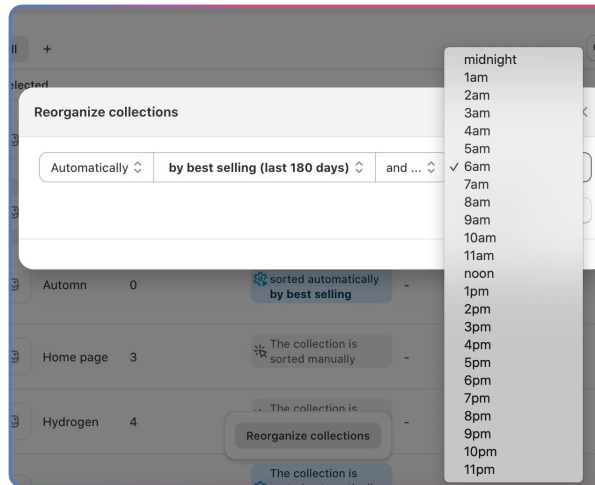 +
Reorganize collections
Automatically
by best selling (last 180 days)
and ...
midnight
1am
2am
3am
4am
5am
✓ 6am
7am
8am
9am
10am
11am
noon
1pm
2pm
3pm
4pm
5pm
6pm
7pm
8pm
9pm
10pm
11pm
Automn 0
sorted automatically
by best selling
-
Home page 3
The collection is
sorted manually
-
Hydrogen 4
The collection is
-
Reorganize collections
The collection is